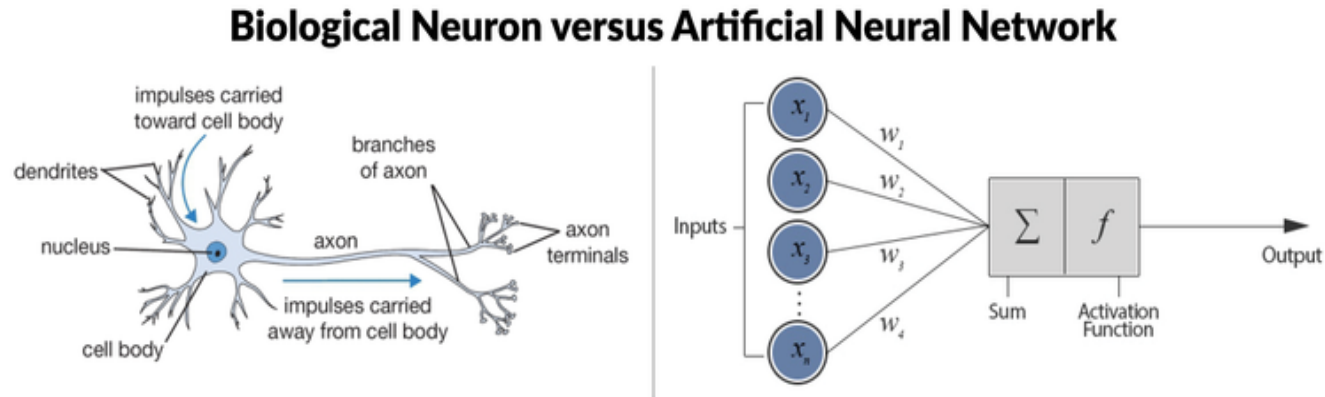 Biological Neuron versus Artificial Neural Network
impulses carried
toward cell body
dendrites
nucleus
cell body
axon
impulses carried
away from cell body
branches
of axon
axon
terminals
Inputs
x₁
x₂
x₃
xₙ
w₁
w₂
w₃
w₄
∑
f
Sum
Activation
Function
Output